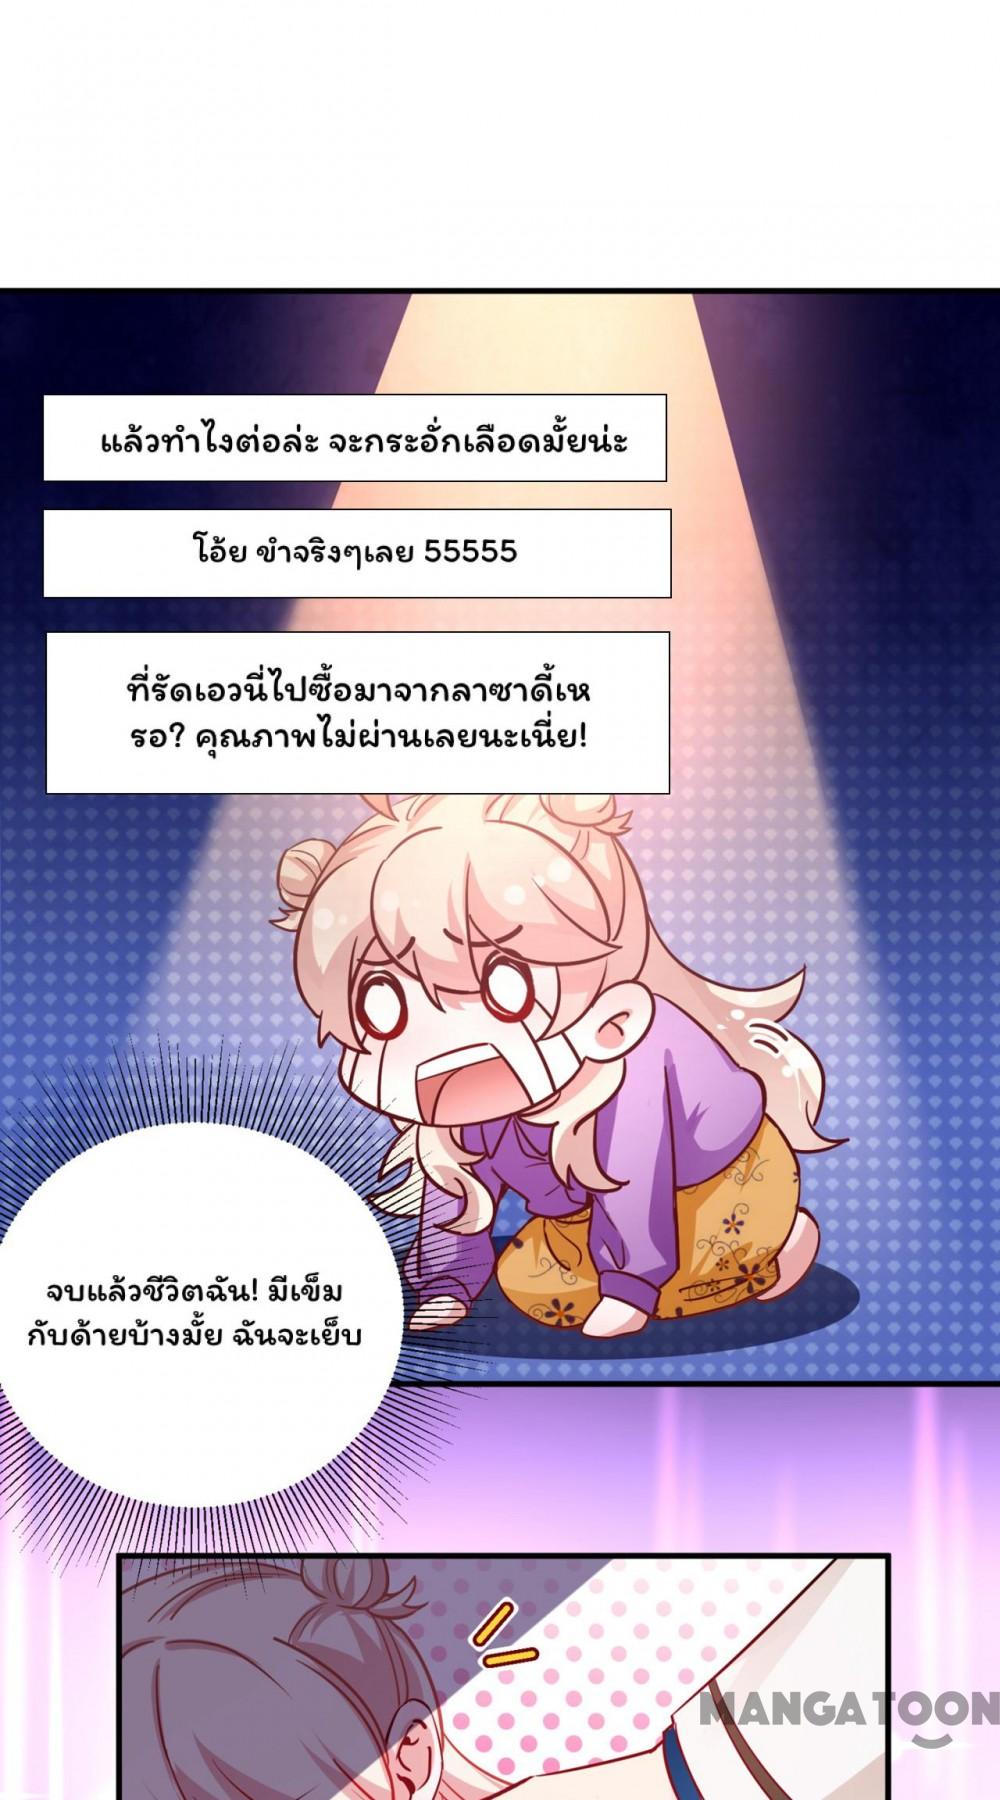 แล้วทำไงต่อล่ะ จะกระอั่กเลือดมั้ยน่ะ
โอ้ย ขำจริงๆเลย 55555
ที่รัดเอวนี่ไปซื้อมาจากลาซาดี้เห
รอ? คุณภาพไม่ผ่านเลยนะเนี่ย!
จบแล้วชีวิตฉัน! มีเข็ม
กับด้ายบ้างมั้ย ฉันจะเย็บ
MANGATOON